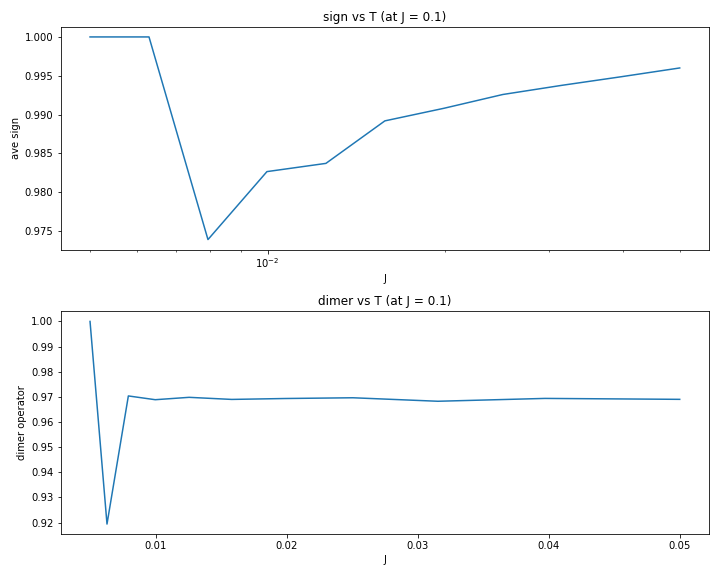 sign vs T (at J = 0.1)
1.000
0.995
0.990
0.985
0.980
0.975
ave sign
10⁻²
J
dimer vs T (at J = 0.1)
1.00
0.99
0.98
0.97
0.96
0.95
0.94
0.93
0.92
dimer operator
0.01 0.02 0.03 0.04 0.05
J